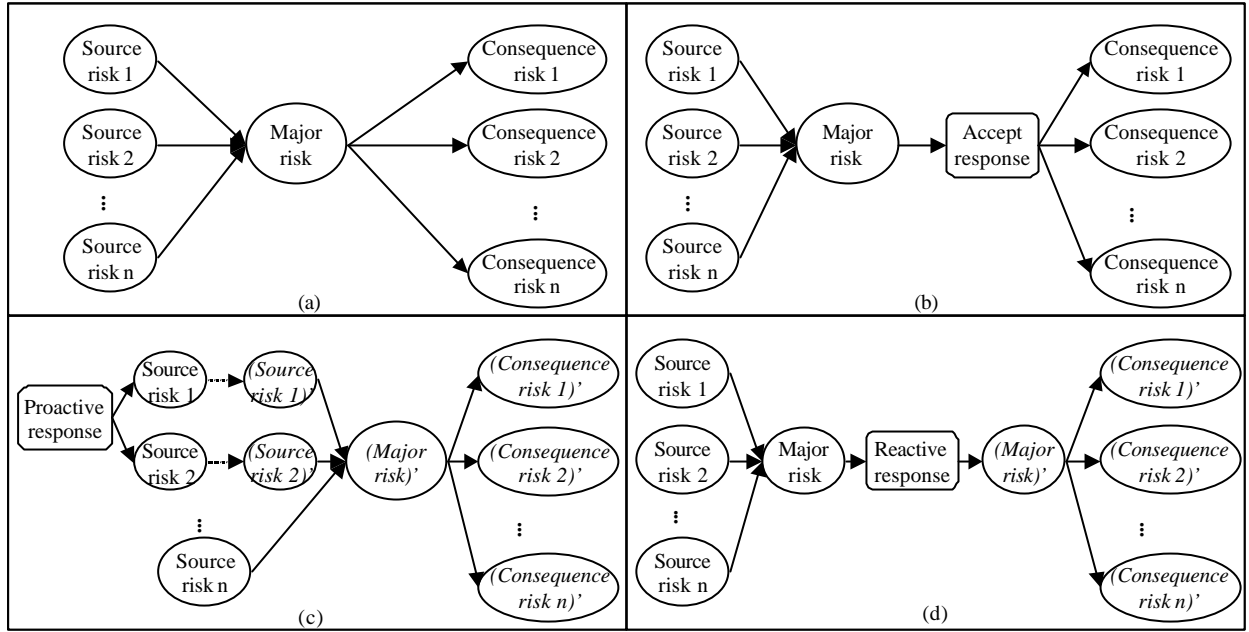 Source
risk 1
Source
risk 2
...
Source
risk n
Major
risk
Consequence
risk 1
Consequence
risk 2
...
Consequence
risk n
(a)
Source
risk 1
Source
risk 2
...
Source
risk n
Major
risk
Accept
response
Consequence
risk 1
Consequence
risk 2
...
Consequence
risk n
(b)
Proactive
response
Source
risk 1
(Source
risk 1)’
Source
risk 2
(Source
risk 2)’
...
Source
risk n
(Major
risk)’
(Consequence
risk 1)’
(Consequence
risk 2)’
...
(Consequence
risk n)’
(c)
Source
risk 1
Source
risk 2
...
Source
risk n
Major
risk
Reactive
response
(Major
risk)’
(Consequence
risk 1)’
(Consequence
risk 2)’
...
(Consequence
risk n)’
(d)